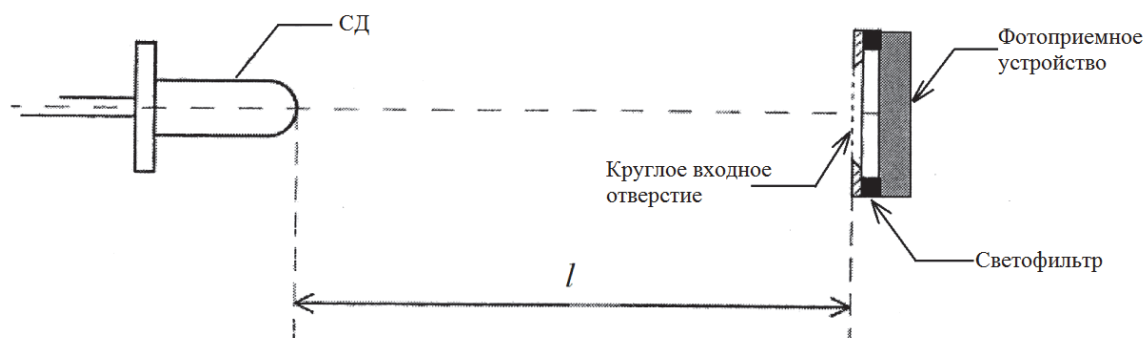 СД
Фотоприемное
устройство
Круглое входное
отверстие
Светофильтр
l